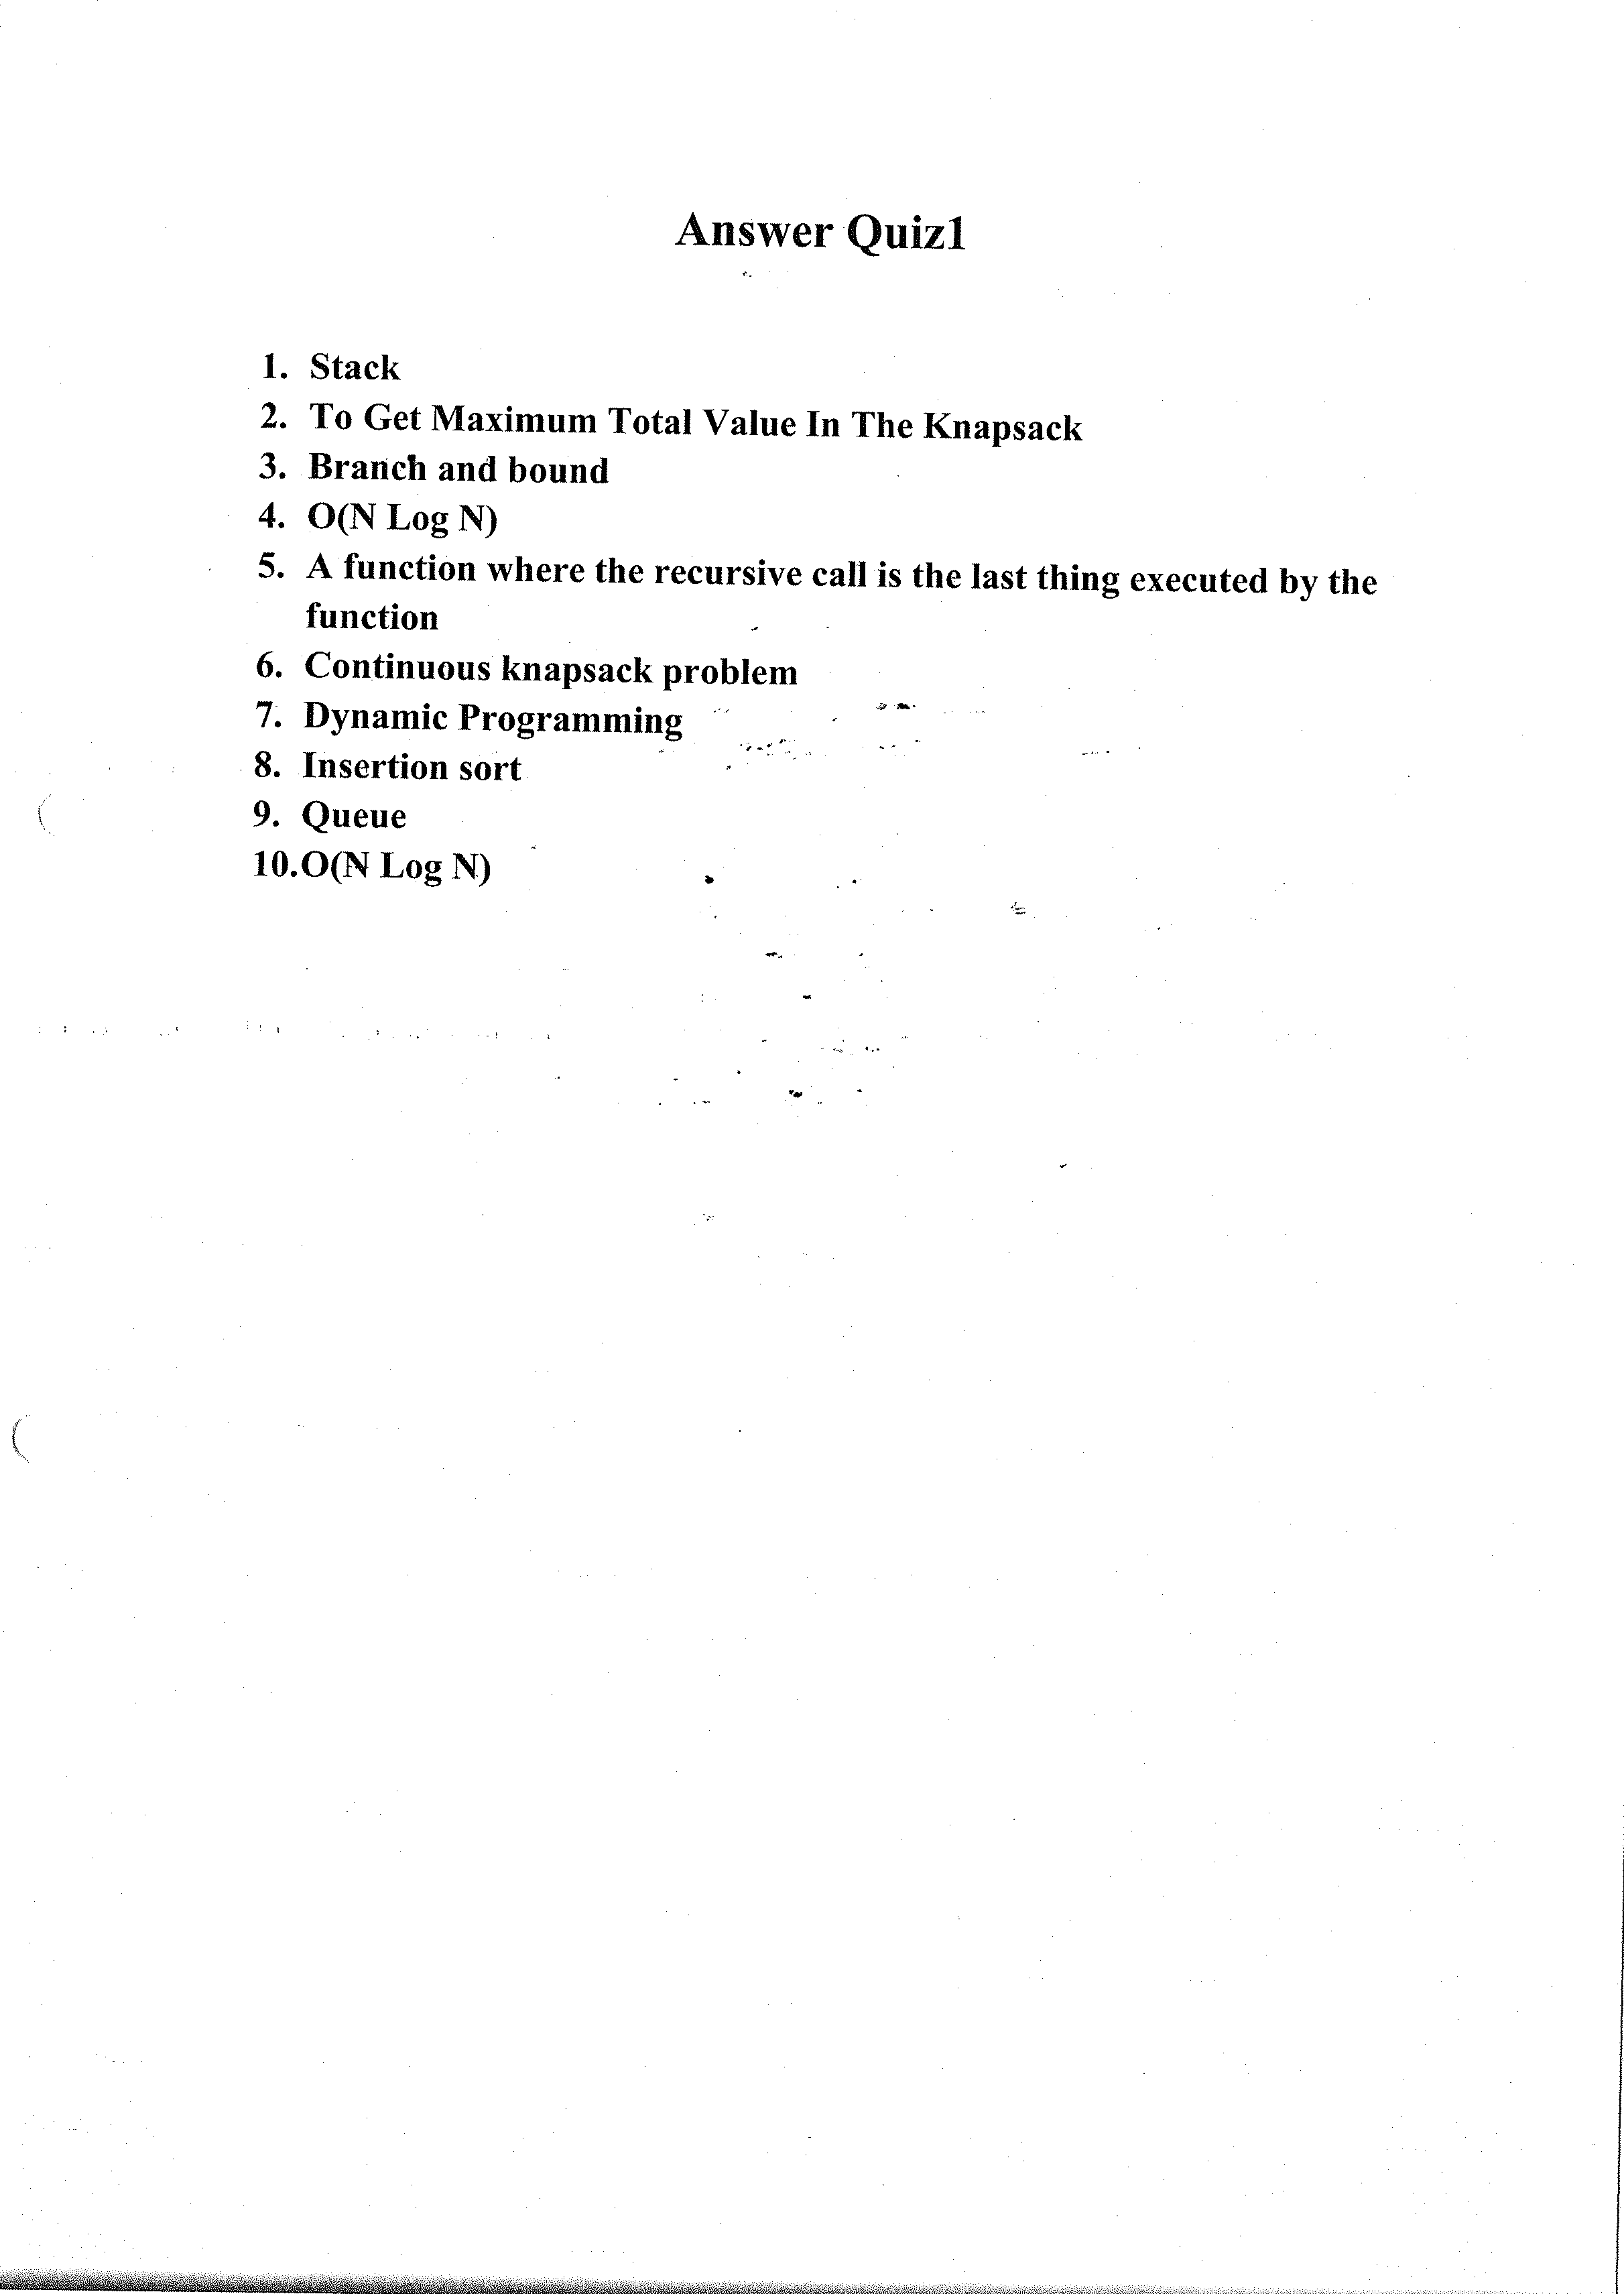 Answer Quiz1
1. Stack
2. To Get Maximum Total Value In The Knapsack
3. Branch and bound
4. O(N Log N)
5. A function where the recursive call is the last thing executed by the
function
6. Continuous knapsack problem
7. Dynamic Programming
8. Insertion sort
9. Queue
10.O(N Log N)